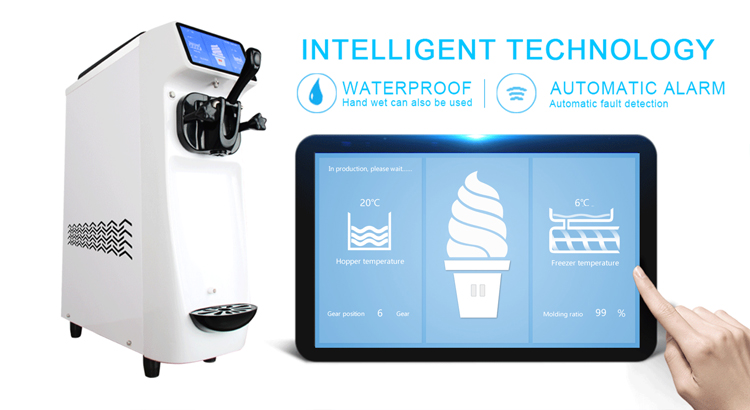 INTELLIGENT TECHNOLOGY
WATERPROOF
Hand wet can also be used
AUTOMATIC ALARM
Automatic fault detection
In production, please wait......
20℃
Hopper temperature
Gear position 6 Gear
6℃..
Freezer temperature
Molding ratio 99 %